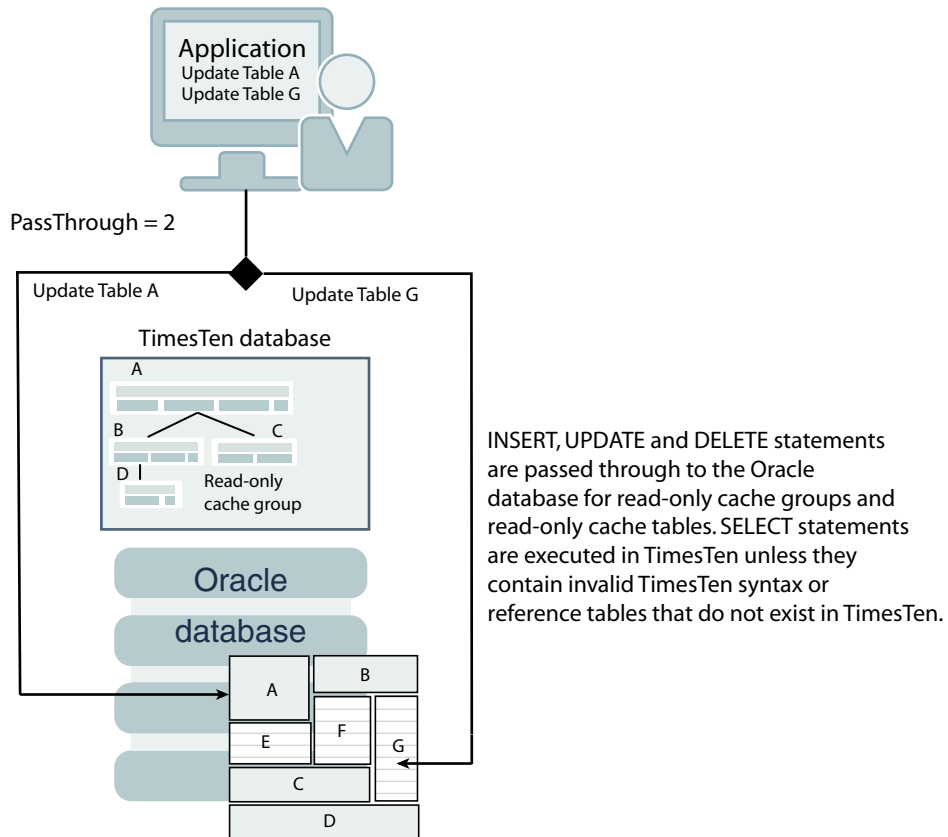 Application
Update Table A
Update Table G
PassThrough = 2
Update Table A
Update Table G
TimesTen database
A
B
C
D
Read-only
cache group
INSERT, UPDATE and DELETE statements
are passed through to the Oracle
database for read-only cache groups and
read-only cache tables. SELECT statements
are executed in TimesTen unless they
contain invalid TimesTen syntax or
reference tables that do not exist in TimesTen.
Oracle
database
A
B
E
F
G
C
D